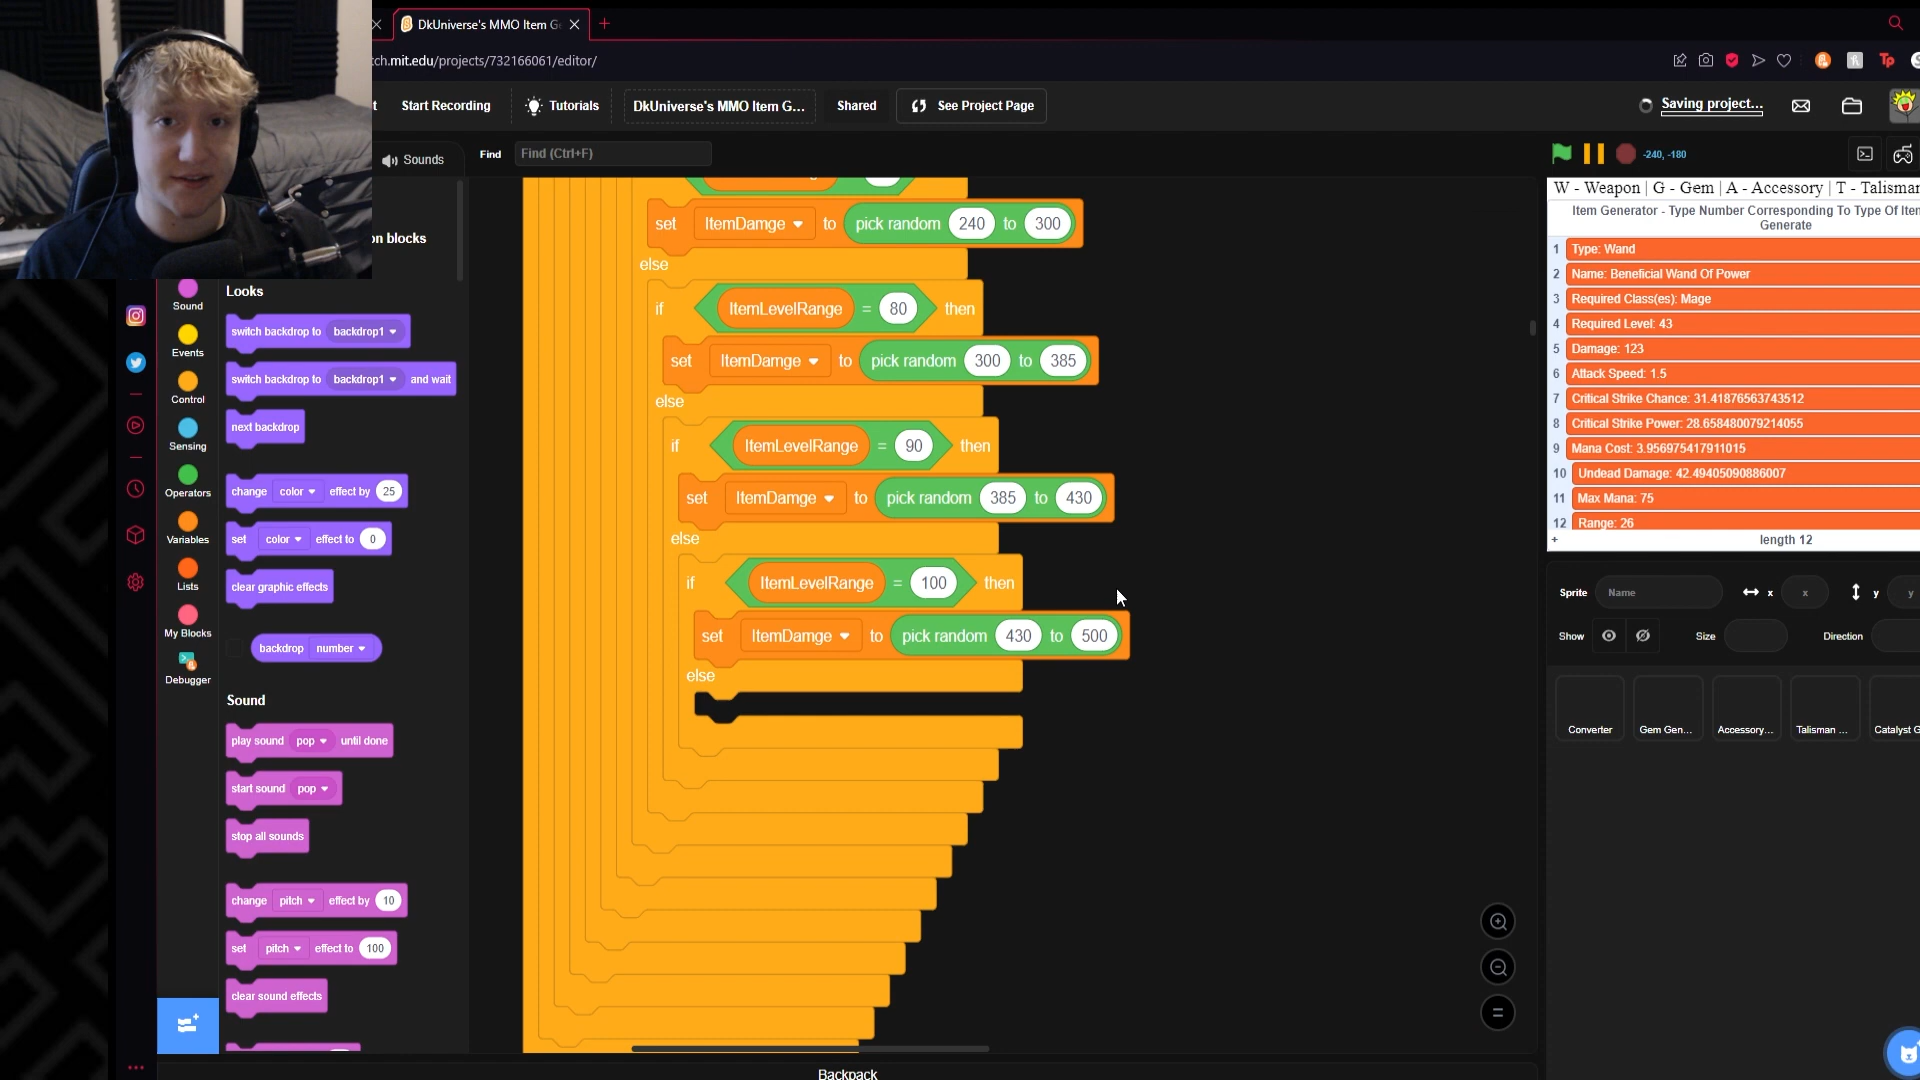 DkUniverse's MMO Item Ge
tch.mit.edu/projects/732166061/editor/
t
Start Recording
Tutorials
DkUniverse's MMO Item G...
Shared
See Project Page
Saving project...
Sounds
Find
Find (Ctrl+F)
-240, -180
W - Weapon | G - Gem | A - Accessory | T - Talisman
Item Generator - Type Number Corresponding To Type Of Item
Generate
1 Type: Wand
2 Name: Beneficial Wand Of Power
3 Required Class(es): Mage
4 Required Level: 43
5 Damage: 123
6 Attack Speed: 1.5
7 Critical Strike Chance: 31.41876563743512
8 Critical Strike Power: 28.658480079214055
9 Mana Cost: 3.956975417911015
10 Undead Damage: 42.49405090886007
11 Max Mana: 75
12 Range: 26
+ length 12
Sprite Name x x y y
Show Size Direction
Converter
Gem Gen...
Accessory...
Talisman ...
Catalyst G
on blocks
Sound
Events
Control
Sensing
Operators
Variables
Lists
My Blocks
Debugger
Looks
switch backdrop to backdrop1
switch backdrop to backdrop1 and wait
next backdrop
change color effect by 25
set color effect to 0
clear graphic effects
backdrop number
Sound
play sound pop until done
start sound pop
stop all sounds
change pitch effect by 10
set pitch effect to 100
clear sound effects
set ItemDamge to pick random 240 to 300
else
if ItemLevelRange = 80 then
set ItemDamge to pick random 300 to 385
else
if ItemLevelRange = 90 then
set ItemDamge to pick random 385 to 430
else
if ItemLevelRange = 100 then
set ItemDamge to pick random 430 to 500
else
Backpack